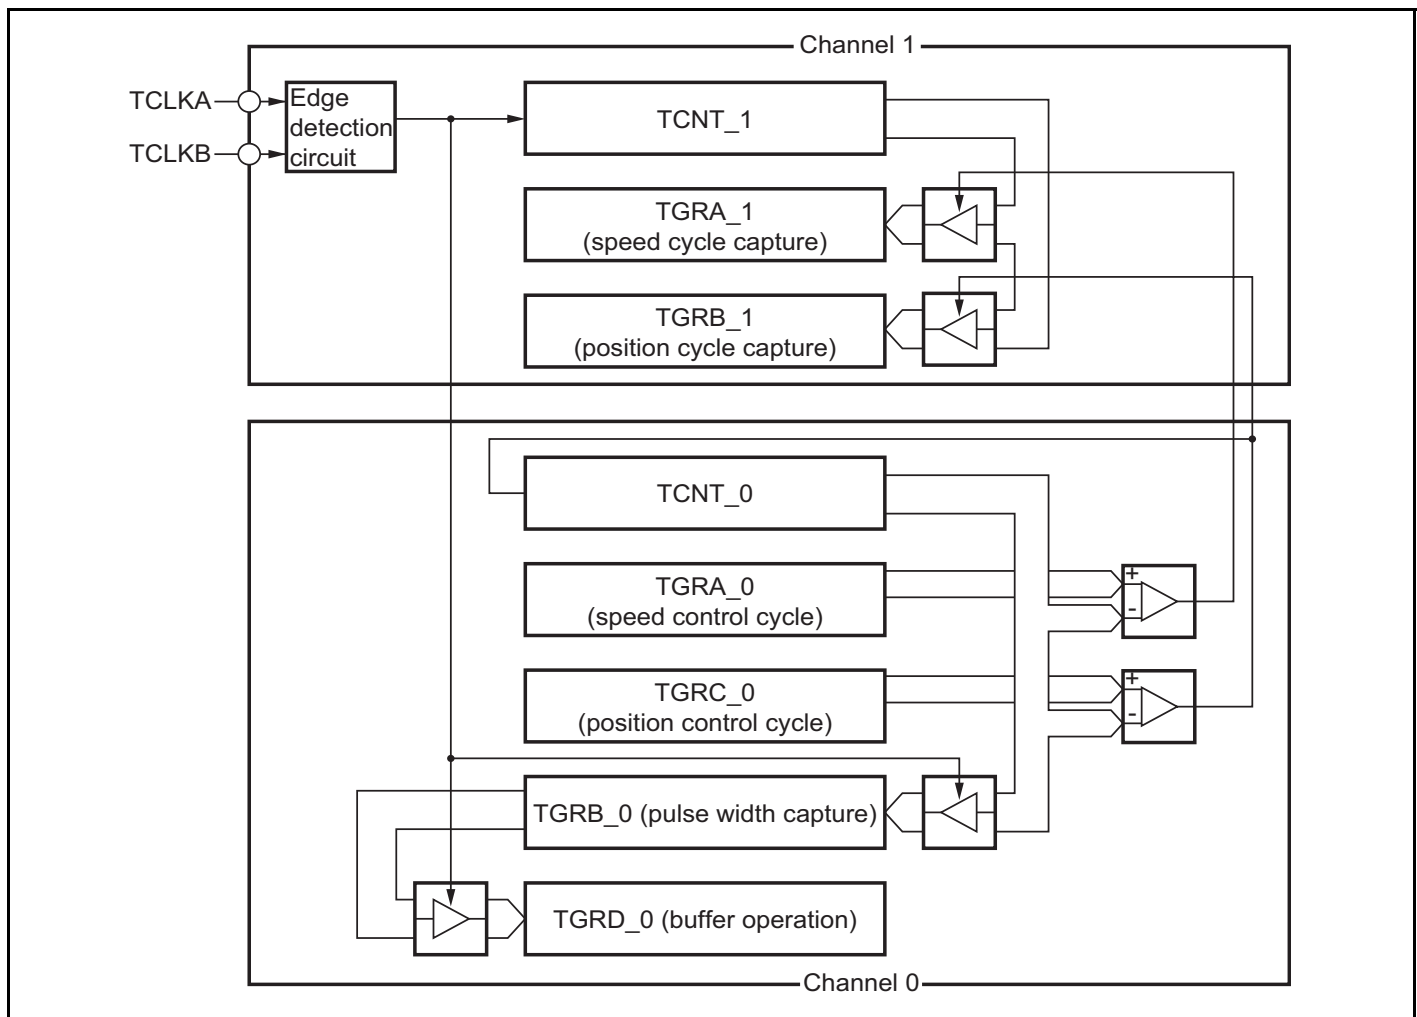 Channel 1
TCLKA
TCLKB
Edge
detection
circuit
TCNT_1
TGRA_1
(speed cycle capture)
TGRB_1
(position cycle capture)
TCNT_0
TGRA_0
(speed control cycle)
+
-
TGRC_0
(position control cycle)
+
-
TGRB_0 (pulse width capture)
TGRD_0 (buffer operation)
Channel 0